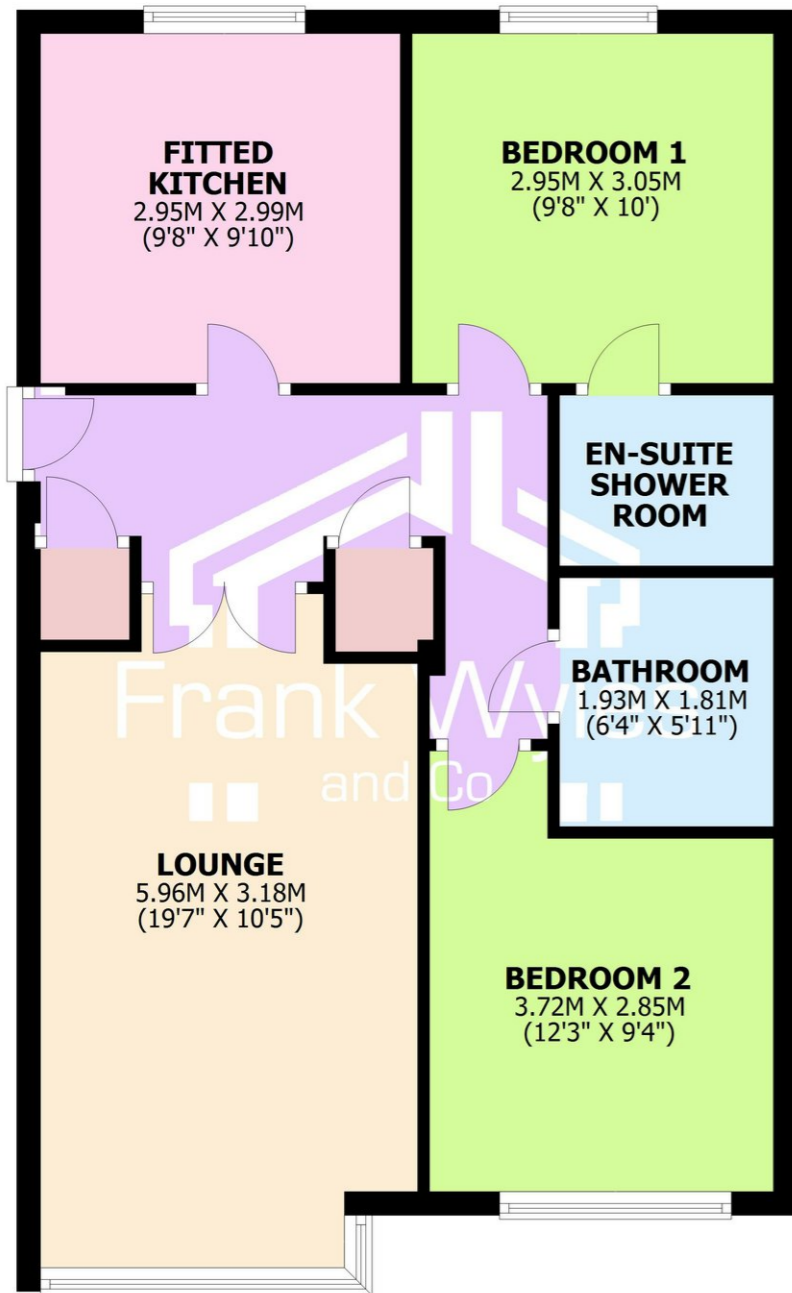 FITTED
KITCHEN
2.95M X 2.99M
(9'8" X 9'10")
BEDROOM 1
2.95M X 3.05M
(9'8" X 10')
EN-SUITE
SHOWER
ROOM
BATHROOM
1.93M X 1.81M
(6'4" X 5'11")
Frank Wyles
and Co
LOUNGE
5.96M X 3.18M
(19'7" X 10'5")
BEDROOM 2
3.72M X 2.85M
(12'3" X 9'4")